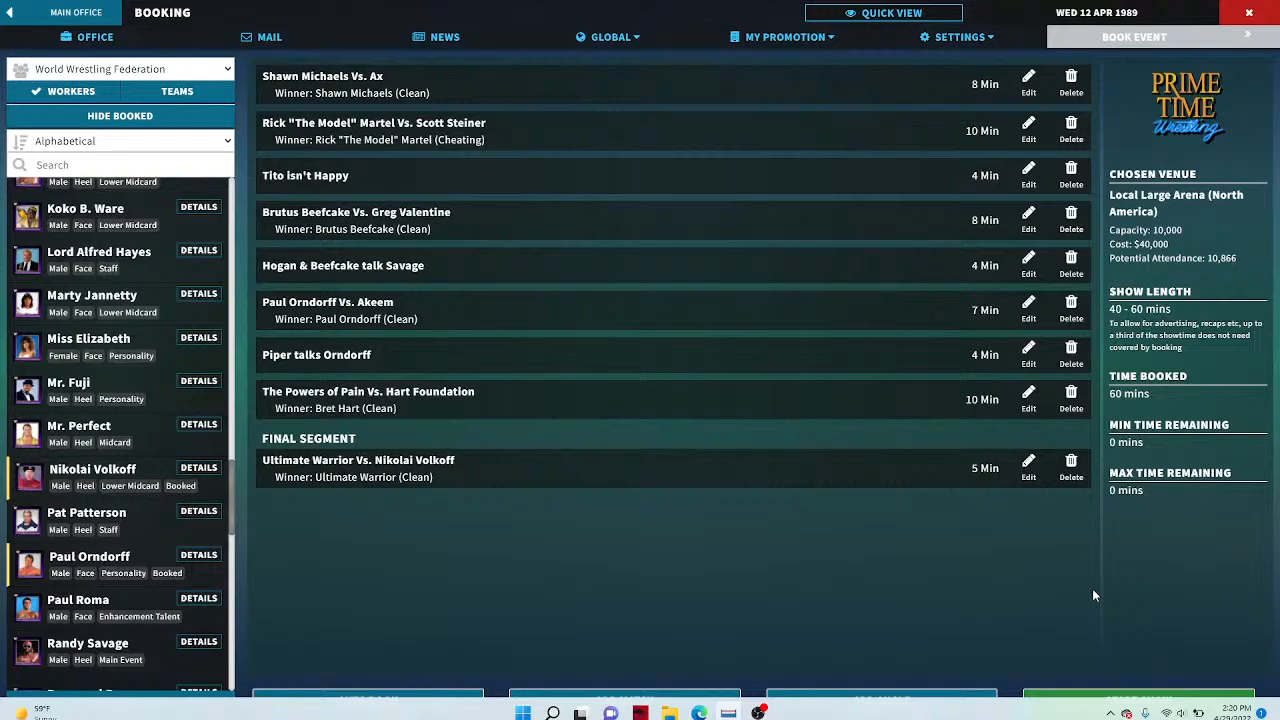 MAIN OFFICE
BOOKING
QUICK VIEW
WED 12 APR 1989
OFFICE
MAIL
NEWS
GLOBAL
MY PROMOTION
SETTINGS
BOOK EVENT
World Wrestling Federation
WORKERS
TEAMS
HIDE BOOKED
Alphabetical
Search
Male Face Lower Midcard
Koko B. Ware
DETAILS
Male Face Lower Midcard
Lord Alfred Hayes
DETAILS
Male Face Staff
Marty Jannetty
DETAILS
Male Face Lower Midcard
Miss Elizabeth
DETAILS
Female Face Personality
Mr. Fuji
DETAILS
Male Heel Personality
Mr. Perfect
DETAILS
Male Heel Midcard
Nikolai Volkoff
DETAILS
Male Heel Lower Midcard Booked
Pat Patterson
DETAILS
Male Heel Staff
Paul Orndorff
DETAILS
Male Face Personality Booked
Paul Roma
DETAILS
Male Face Enhancement Talent
Randy Savage
DETAILS
Male Heel Main Event
Shawn Michaels Vs. Ax
Winner: Shawn Michaels (Clean)
8 Min
Edit
Delete
Rick "The Model" Martel Vs. Scott Steiner
Winner: Rick "The Model" Martel (Cheating)
10 Min
Edit
Delete
Tito isn't Happy
4 Min
Edit
Delete
Brutus Beefcake Vs. Greg Valentine
Winner: Brutus Beefcake (Clean)
8 Min
Edit
Delete
Hogan & Beefcake talk Savage
4 Min
Edit
Delete
Paul Orndorff Vs. Akeem
Winner: Paul Orndorff (Clean)
7 Min
Edit
Delete
Piper talks Orndorff
4 Min
Edit
Delete
The Powers of Pain Vs. Hart Foundation
Winner: Bret Hart (Clean)
10 Min
Edit
Delete
FINAL SEGMENT
Ultimate Warrior Vs. Nikolai Volkoff
Winner: Ultimate Warrior (Clean)
5 Min
Edit
Delete
PRIME
TIME
Wrestling
CHOSEN VENUE
Local Large Arena (North
America)
Capacity: 10,000
Cost: $40,000
Potential Attendance: 10,866
SHOW LENGTH
40 - 60 mins
To allow for advertising, recaps etc, up to
a third of the showtime does not need
covered by booking
TIME BOOKED
60 mins
MIN TIME REMAINING
0 mins
MAX TIME REMAINING
0 mins
59°F
Sunny
2:20 PM
4/29/2022